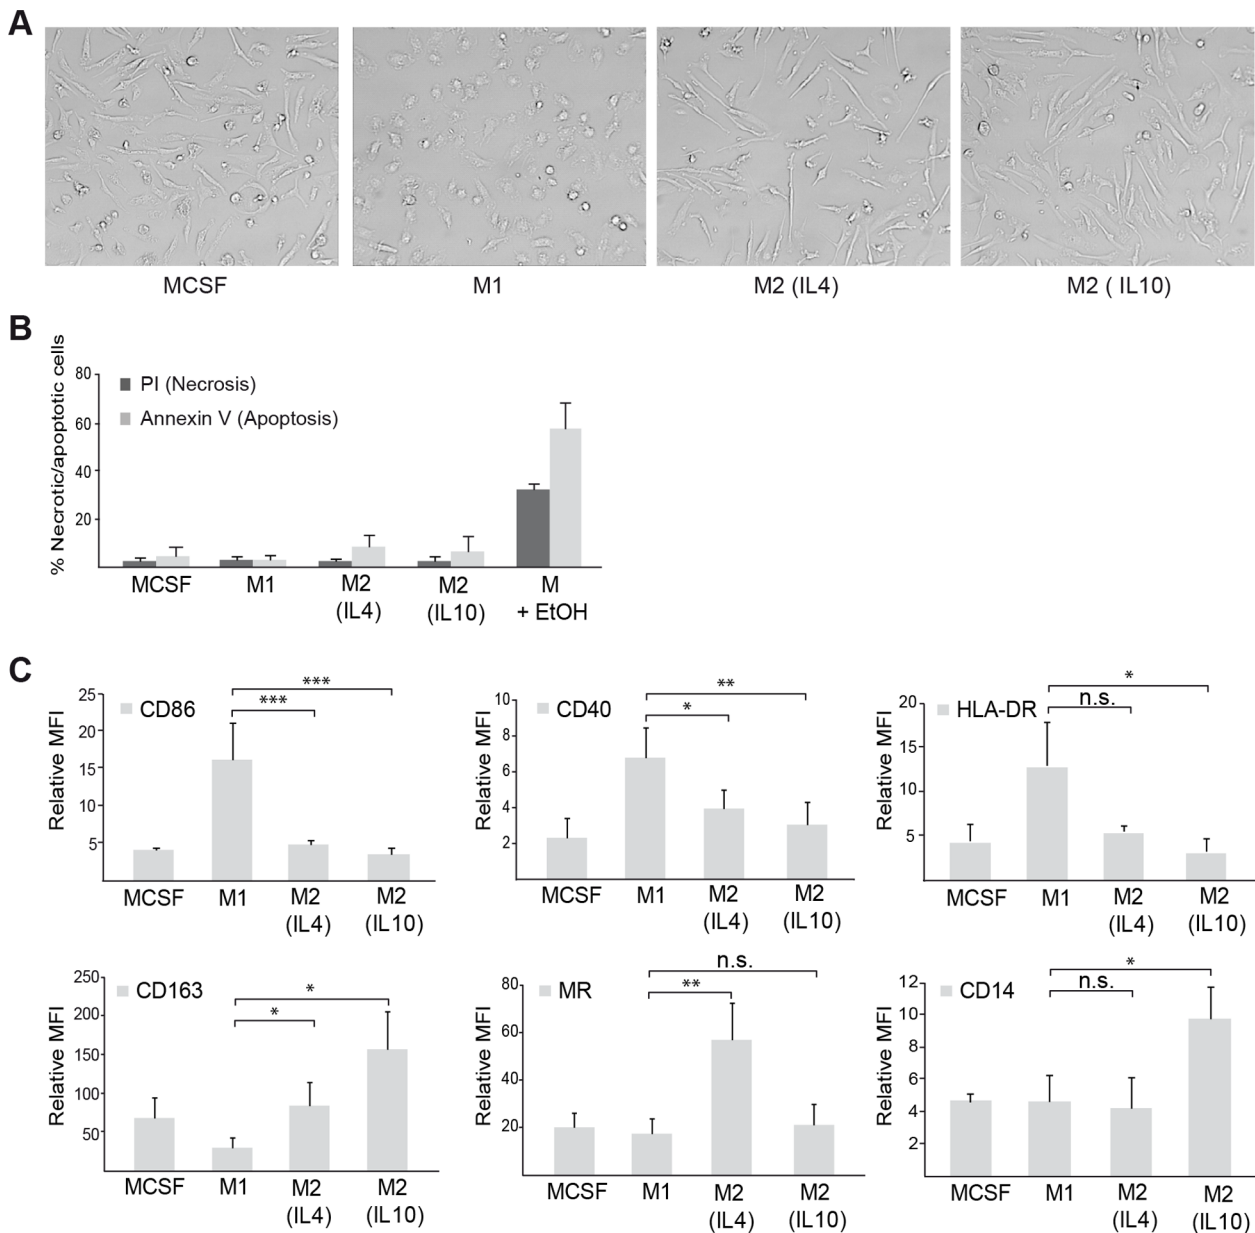 A
MCSF
M1
M2 (IL4)
M2 ( IL10)
B
% Necrotic/apoptotic cells
80
60
40
20
PI (Necrosis)
Annexin V (Apoptosis)
MCSF
M1
M2
(IL4)
M2
(IL10)
M
+ EtOH
C
Relative MFI
25
20
15
10
5
CD86
***
***
MCSF
M1
M2
(IL4)
M2
(IL10)
Relative MFI
10
8
6
4
2
CD40
**
*
MCSF
M1
M2
(IL4)
M2
(IL10)
Relative MFI
20
15
10
5
HLA-DR
*
n.s.
MCSF
M1
M2
(IL4)
M2
(IL10)
Relative MFI
250
200
150
100
50
CD163
*
*
MCSF
M1
M2
(IL4)
M2
(IL10)
Relative MFI
80
60
40
20
MR
n.s.
**
MCSF
M1
M2
(IL4)
M2
(IL10)
Relative MFI
12
10
8
6
4
2
CD14
*
n.s.
MCSF
M1
M2
(IL4)
M2
(IL10)